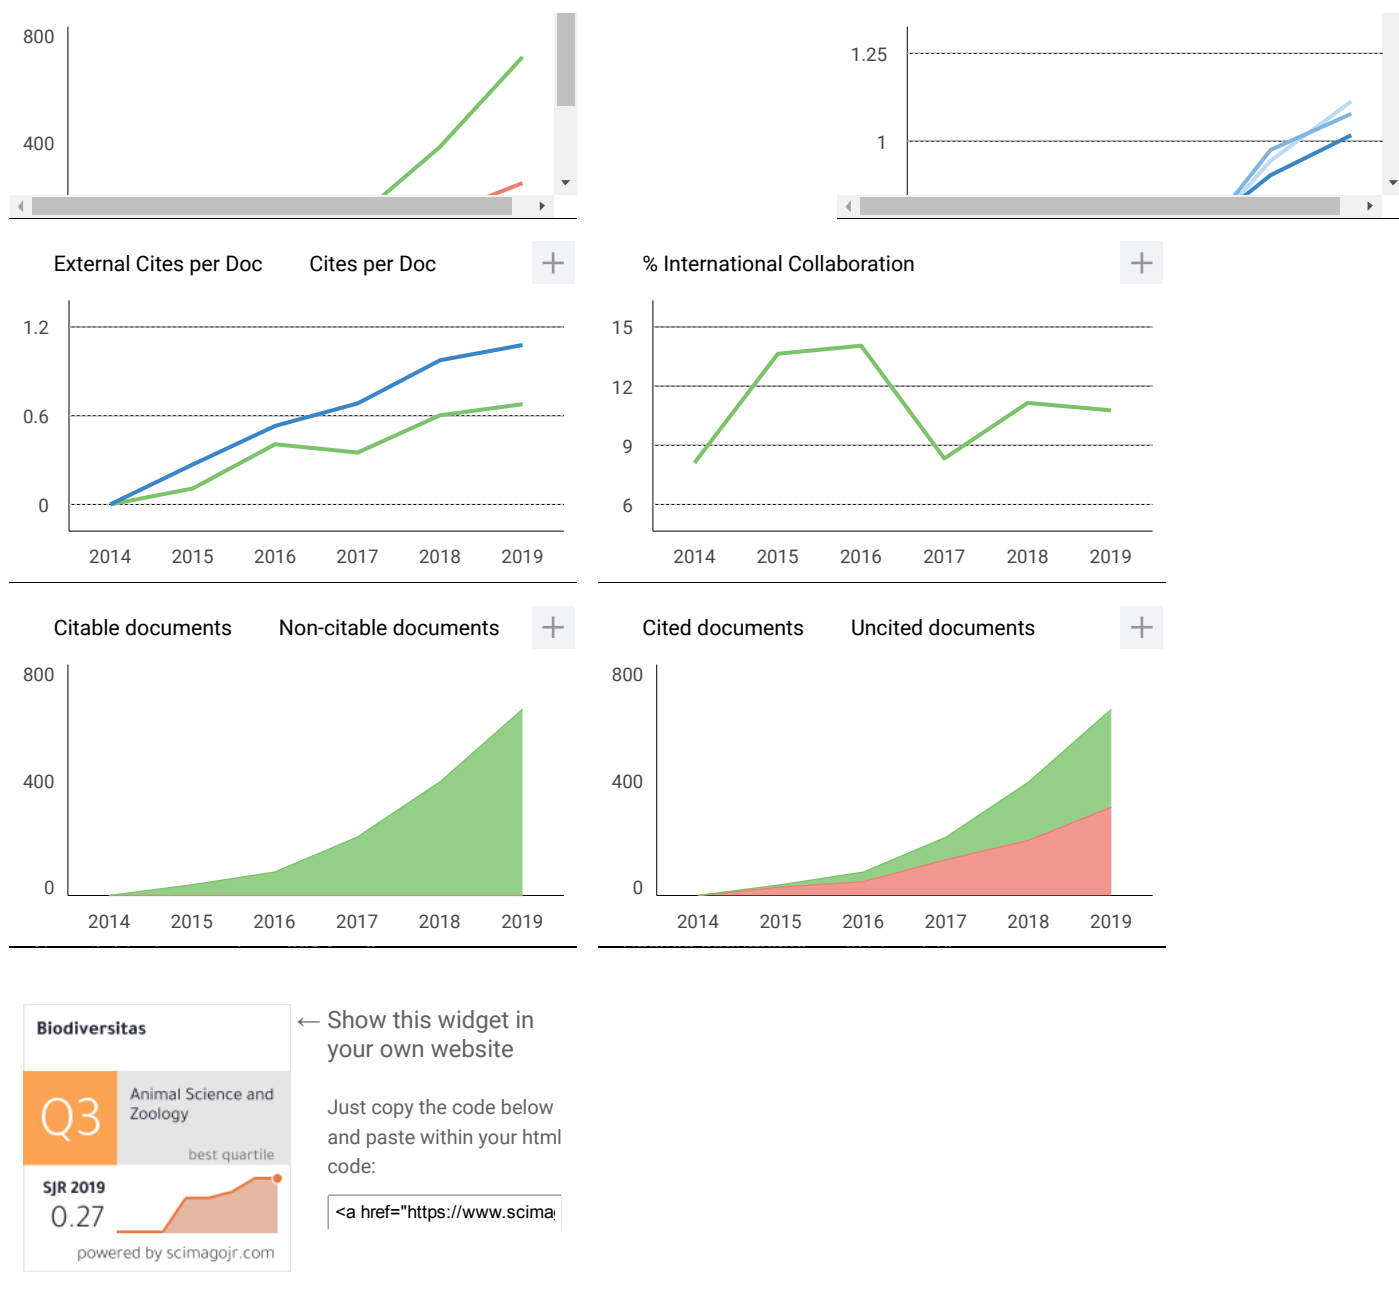 800
400
1.25
1
External Cites per Doc Cites per Doc
1.2
0.6
0
2014 2015 2016 2017 2018 2019
% International Collaboration
15
12
9
6
2014 2015 2016 2017 2018 2019
Citable documents Non-citable documents
800
400
0
2014 2015 2016 2017 2018 2019
Cited documents Uncited documents
800
400
0
2014 2015 2016 2017 2018 2019
Biodiversitas
Q3
Animal Science and
Zoology
best quartile
SJR 2019
0.27
powered by scimagojr.com
← Show this widget in
your own website
Just copy the code below
and paste within your html
code:
<a href="https://www.scima